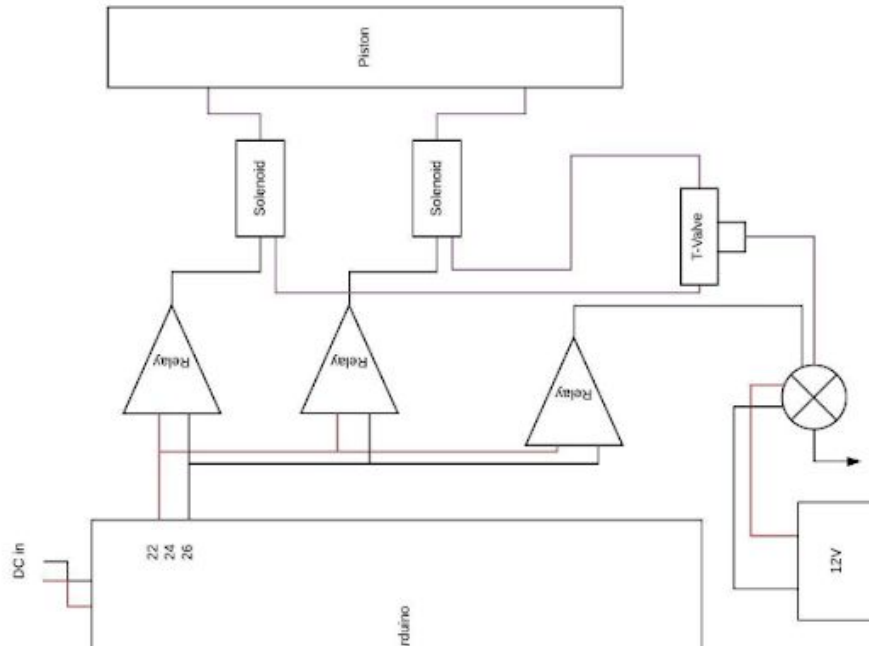 Piston
Solenoid
Solenoid
T-Valve
Relay
Relay
Relay
DC in
22
24
26
12V
rduino